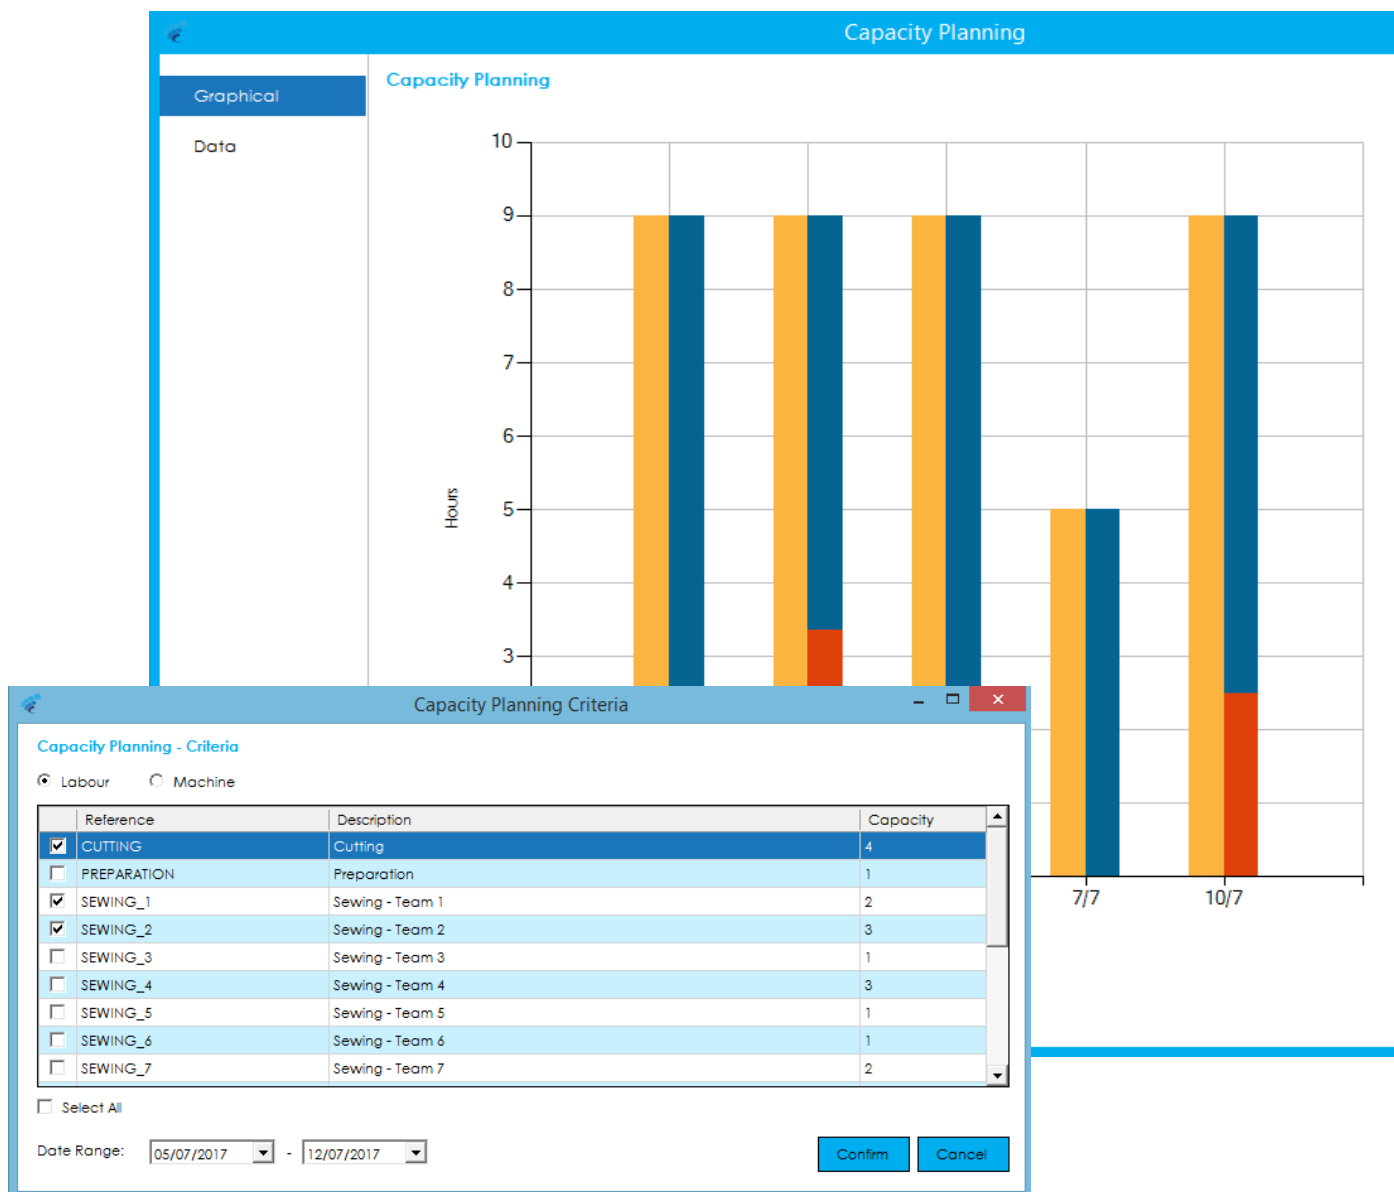 Capacity Planning
Graphical
Data
Capacity Planning
10
9
8
7
6
5
4
3
Hours
7/7
10/7
Capacity Planning Criteria
Capacity Planning - Criteria
Labour Machine
Reference Description Capacity
CUTTING Cutting 4
PREPARATION Preparation 1
SEWING_1 Sewing - Team 1 2
SEWING_2 Sewing - Team 2 3
SEWING_3 Sewing - Team 3 1
SEWING_4 Sewing - Team 4 3
SEWING_5 Sewing - Team 5 1
SEWING_6 Sewing - Team 6 1
SEWING_7 Sewing - Team 7 2
Select All
Date Range: 05/07/2017 - 12/07/2017 Confirm Cancel